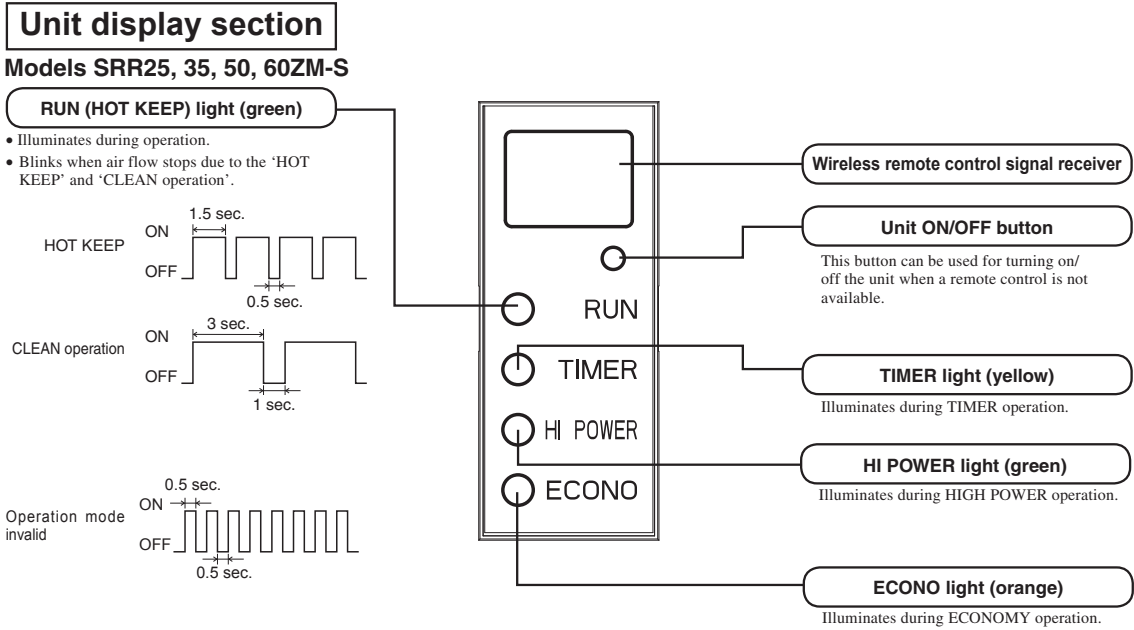 Unit display section
Models SRR25, 35, 50, 60ZM-S
RUN (HOT KEEP) light (green)
• Illuminates during operation.
• Blinks when air flow stops due to the ‘HOT
KEEP’ and ‘CLEAN operation’.
HOT KEEP
ON
OFF
1.5 sec.
0.5 sec.
CLEAN operation
ON
OFF
3 sec.
1 sec.
Operation mode
invalid
ON
OFF
0.5 sec.
0.5 sec.
RUN
TIMER
HI POWER
ECONO
Wireless remote control signal receiver
Unit ON/OFF button
This button can be used for turning on/
off the unit when a remote control is not
available.
TIMER light (yellow)
Illuminates during TIMER operation.
HI POWER light (green)
Illuminates during HIGH POWER operation.
ECONO light (orange)
Illuminates during ECONOMY operation.